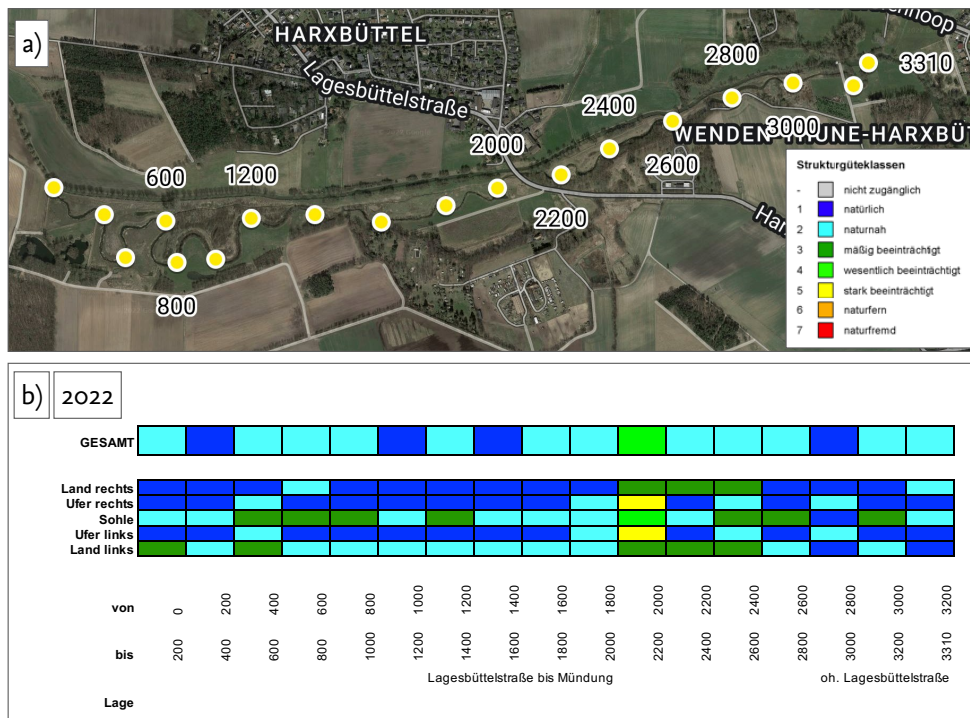 a)
HARXBÜTTEL
Lagesbüttelstraße
2800
3310
2400
2000
3000
WENDEN-THUNE-HARXBÜ
600
1200
2600
2200
800
Strukturgüteklassen
- nicht zugänglich
1 natürlich
2 naturnah
3 mäßig beeinträchtigt
4 wesentlich beeinträchtigt
5 stark beeinträchtigt
6 naturfern
7 naturfremd
b) 2022
GESAMT
Land rechts
Ufer rechts
Sohle
Ufer links
Land links
von 0 200 400 600 800 1000 1200 1400 1600 1800 2000 2200 2400 2600 2800 3000 3200
bis 200 400 600 800 1000 1200 1400 1600 1800 2000 2200 2400 2600 2800 3000 3200 3310
Lagesbüttelstraße bis Mündung oh. Lagesbüttelstraße
Lage